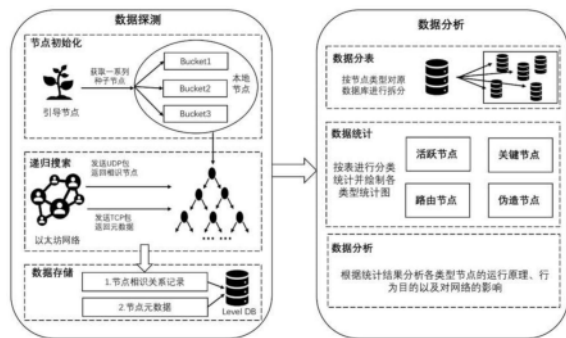 数据探测
节点初始化
获取一系列
种子节点
引导节点
Bucket1
Bucket2
Bucket3
本地
节点
递归搜索
发送UDP包
返回相识节点
发送TCP包
返回元数据
以太坊网络
... ...
数据存储
1.节点相识关系记录
2.节点元数据
Level DB
数据分析
数据分表
按节点类型对原
数据库进行拆分
数据统计
按表进行分类
统计并绘制各
类型统计图
活跃节点
关键节点
路由节点
伪造节点
数据分析
根据统计结果分析各类型节点的运行原理、行
为目的以及对网络的影响